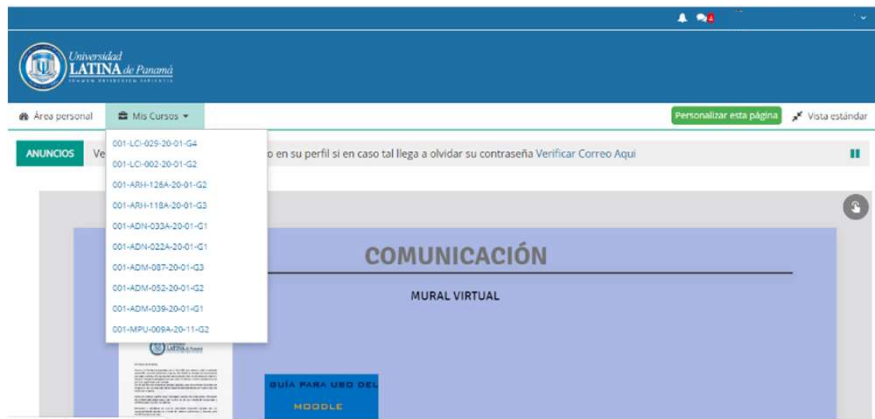 4
Universidad
LATINA de Panamá
Área personal
Mis Cursos
Personalizar esta página
Vista estándar
001-LCI-029-20-01-G4
001-LCI-002-20-01-G2
001-ARH-126A-20-01-G2
001-ARH-118A-20-01-G3
001-ADN-033A-20-01-G1
001-ADN-022A-20-01-G1
001-ADM-087-20-01-G3
001-ADM-052-20-01-G2
001-ADM-039-20-01-G1
001-MPU-009A-20-11-G2
ANUNCIOS Ve o en su perfil si en caso tal llega a olvidar su contraseña Verificar Correo Aqui
COMUNICACIÓN
MURAL VIRTUAL
GUÍA PARA USO DEL
MOODLE